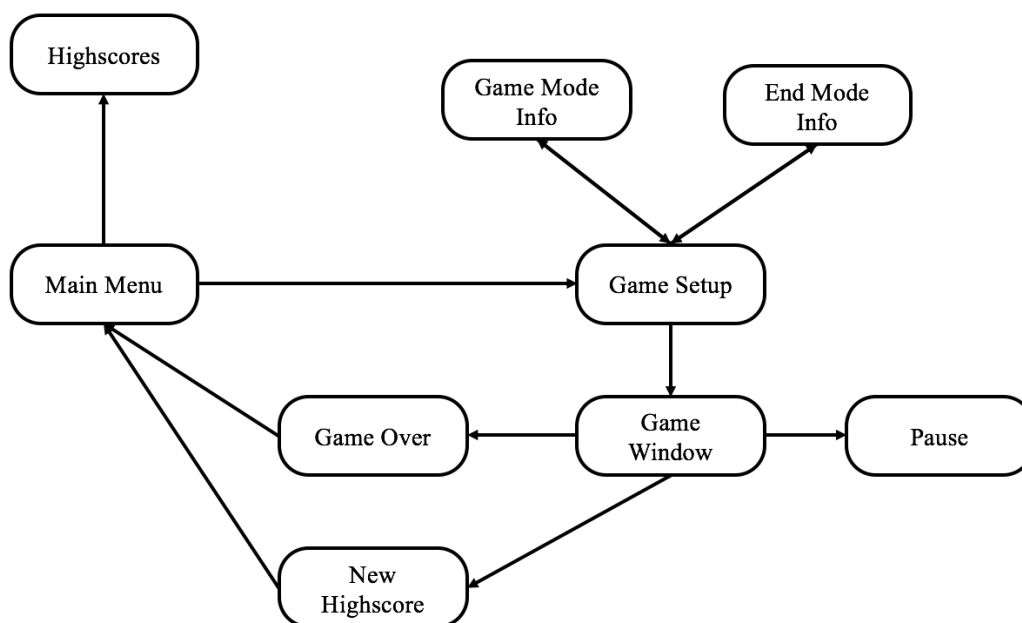 Highscores
Game Mode
Info
End Mode
Info
Main Menu
Game Setup
Game Over
Game
Window
Pause
New
Highscore